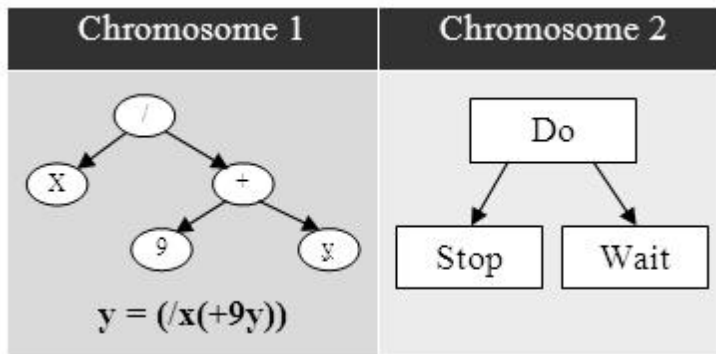 Chromosome 1
Chromosome 2
/
X
+
9
y
y = (/x(+9y))
Do
Stop
Wait